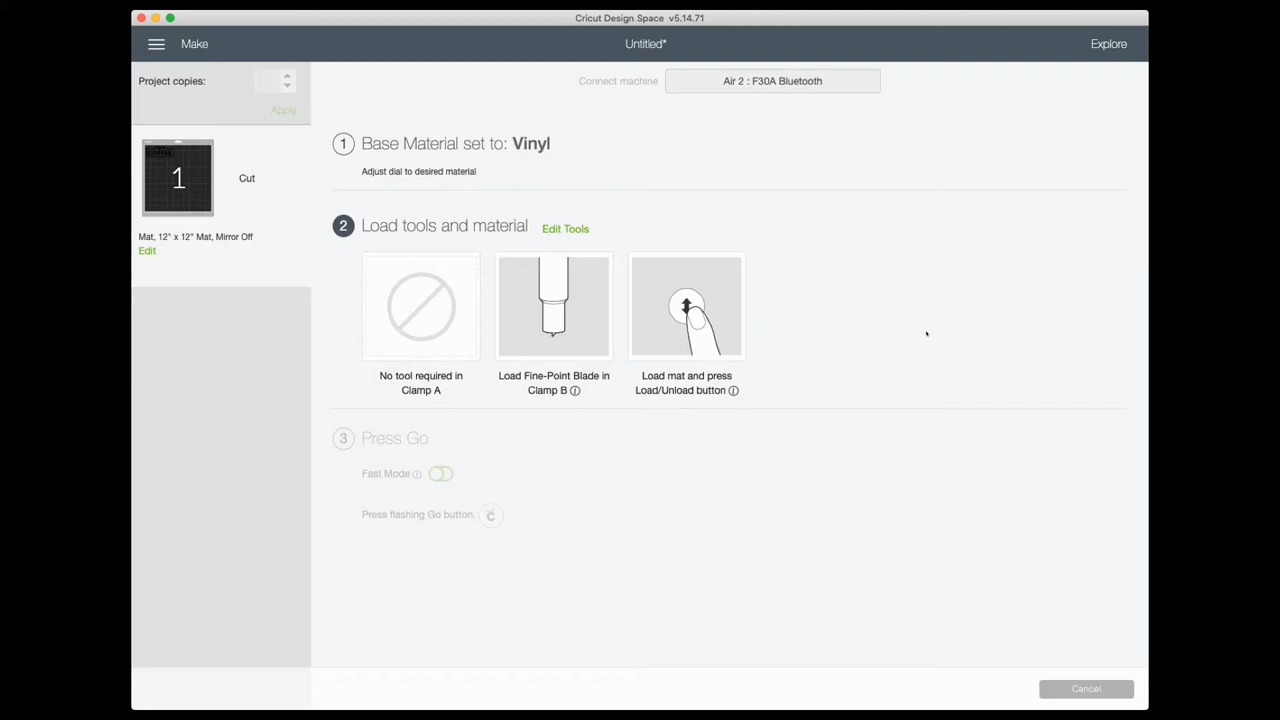 Cricut Design Space v5.14.71
Make
Untitled*
Explore
Project copies:
Connect machine
Air 2 : F30A Bluetooth
Apply
1
Base Material set to: Vinyl
Adjust dial to desired material
1
Cut
2
Load tools and material
Edit Tools
Mat, 12" x 12" Mat, Mirror Off
Edit
No tool required in
Clamp A
Load Fine-Point Blade in
Clamp B
Load mat and press
Load/Unload button
3
Press Go
Fast Mode
Press flashing Go button.
Cancel